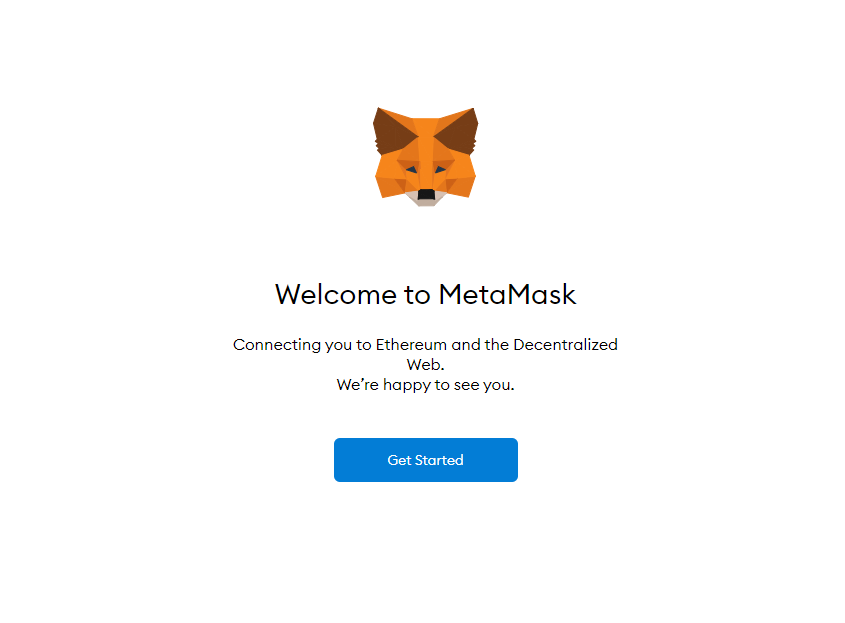 Welcome to MetaMask
Connecting you to Ethereum and the Decentralized
Web.
We’re happy to see you.
Get Started